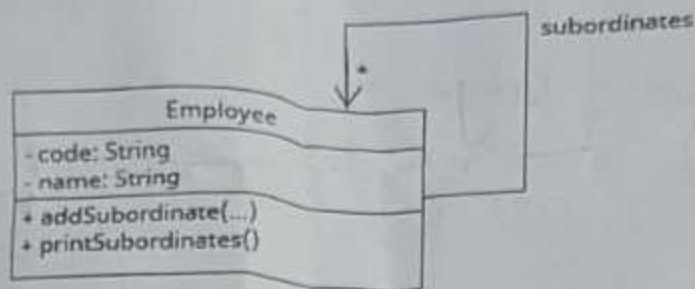 subordinates
*
Employee
- code: String
- name: String
+ addSubordinate(...)
+ printSubordinates()